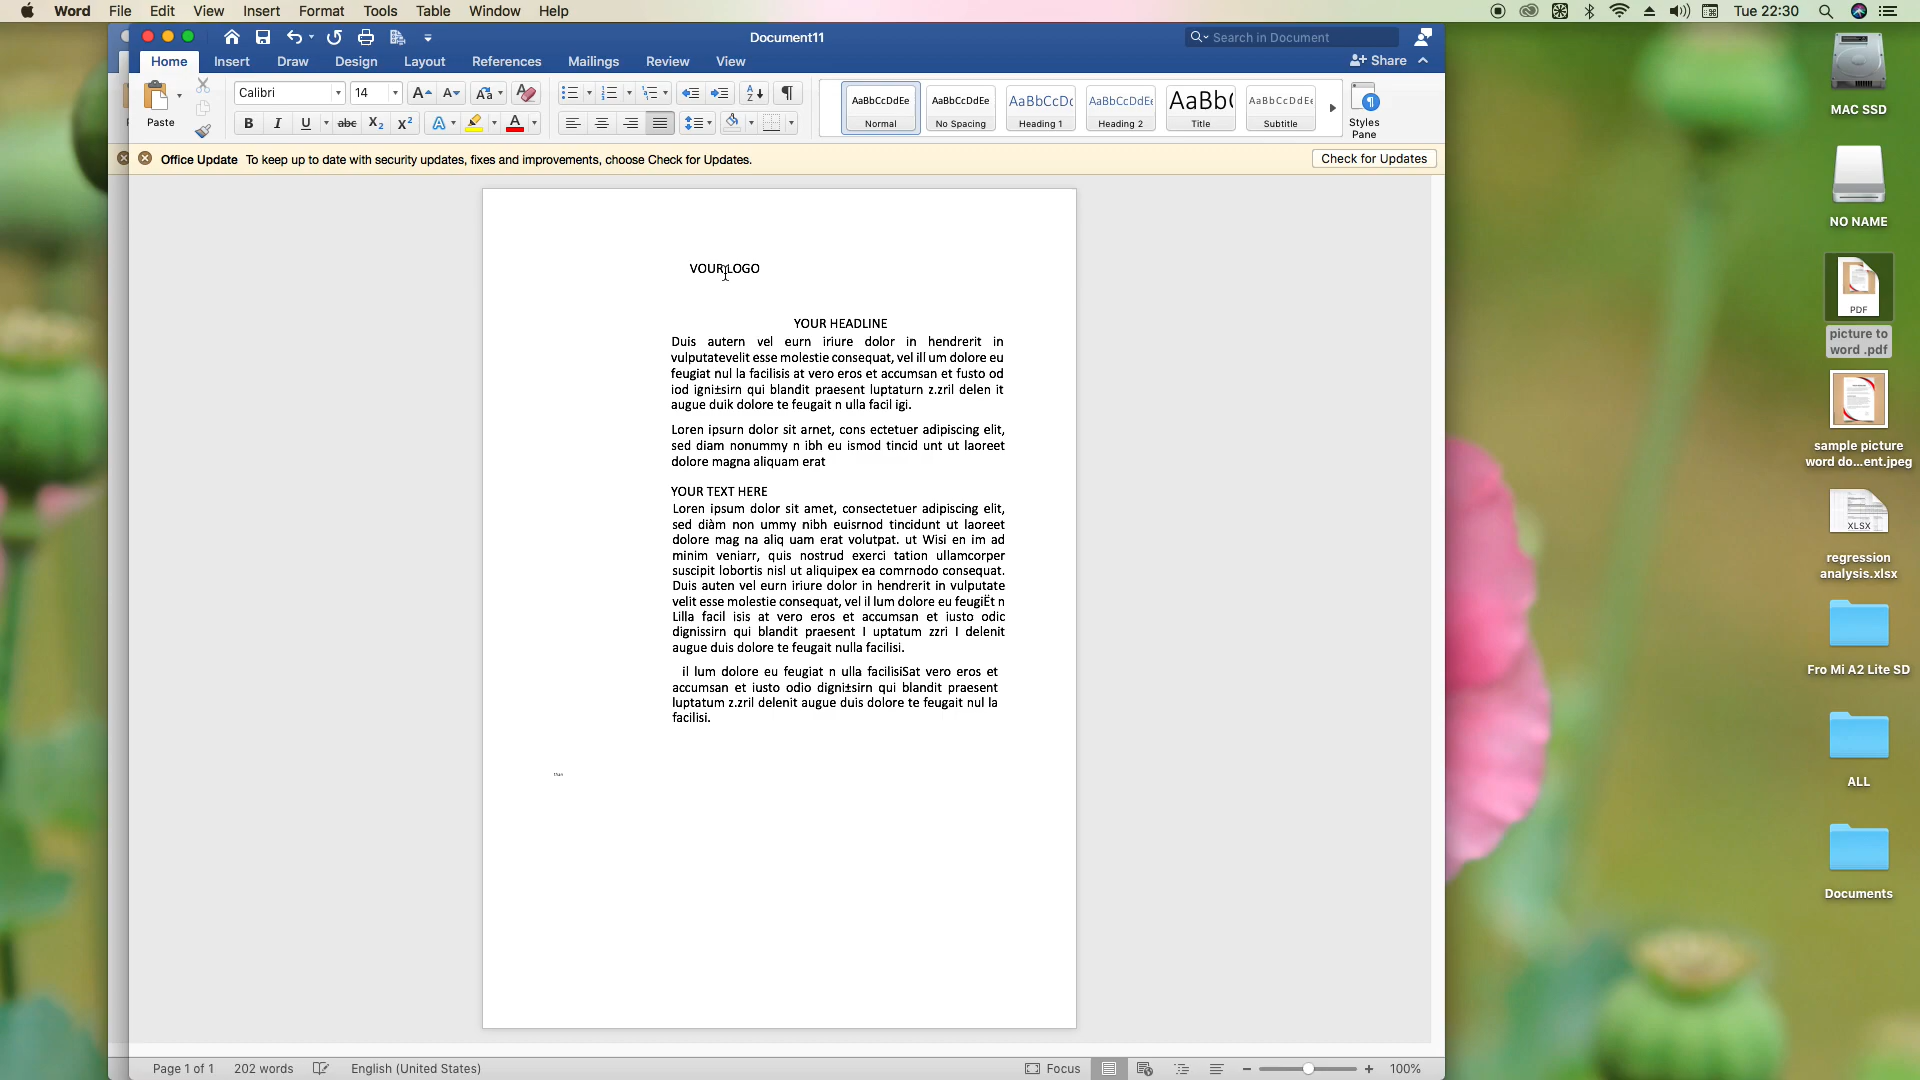 Word File Edit View Insert Format Tools Table Window Help Tue 22:30
Document11 Search in Document
Home Insert Draw Design Layout References Mailings Review View Share
Paste Calibri 14 Aa
B I U abc X₂ X² A A
AaBbCcDdEe AaBbCcDdEe AaBbCcDc AaBbCcDdEe AaBb( AaBbCcDdEe
Normal No Spacing Heading 1 Heading 2 Title Subtitle
Styles
Pane
Office Update To keep up to date with security updates, fixes and improvements, choose Check for Updates. Check for Updates
VOUR LOGO
YOUR HEADLINE
Duis autern vel eurn iriure dolor in hendrerit in
vulputatevelit esse molestie consequat, vel ill um dolore eu
feugiat nul la facilisis at vero eros et accumsan et fusto od
iod igni±sirn qui blandit praesent luptaturn z.zril delen it
augue duik dolore te feugait n ulla facil igi.
Loren ipsurn dolor sit arnet, cons ectetuer adipiscing elit,
sed diam nonummy n ibh eu ismod tincid unt ut laoreet
dolore magna aliquam erat
YOUR TEXT HERE
Loren ipsum dolor sit amet, consectetuer adipiscing elit,
sed diàm non ummy nibh euisrnod tincidunt ut laoreet
dolore mag na aliq uam erat volutpat. ut Wisi en im ad
minim veniarr, quis nostrud exerci tation ullamcorper
suscipit lobortis nisl ut aliquipex ea comrnodo consequat.
Duis auten vel eurn iriure dolor in hendrerit in vulputate
velit esse molestie consequat, vel il lum dolore eu feugiËt n
Lilla facil isis at vero eros et accumsan et iusto odic
dignissirn qui blandit praesent I uptatum zzri I delenit
augue duis dolore te feugait nulla facilisi.
il lum dolore eu feugiat n ulla facilisiSat vero eros et
accumsan et iusto odio digni±sirn qui blandit praesent
luptatum z.zril delenit augue duis dolore te feugait nul la
facilisi.
Page 1 of 1 202 words English (United States) Focus 100%
MAC SSD
NO NAME
PDF
picture to
word .pdf
sample picture
word do...ent.jpeg
XLSX
regression
analysis.xlsx
Fro Mi A2 Lite SD
ALL
Documents